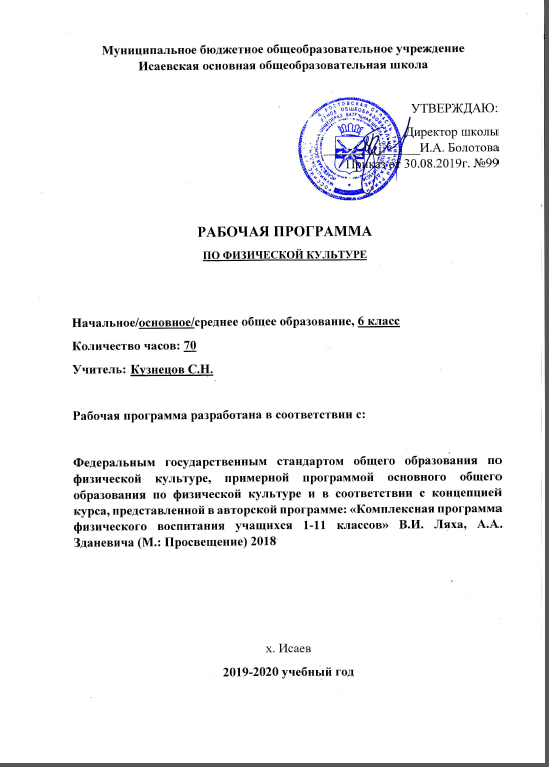 Муниципальное бюджетное общеобразовательное учреждение
Исаевская основная общеобразовательная школа
УТВЕРЖДАЮ:
Директор школы
И.А. Болотова
Приказ от 30.08.2019г. №99
РАБОЧАЯ ПРОГРАММА
ПО ФИЗИЧЕСКОЙ КУЛЬТУРЕ
Начальное/основное/среднее общее образование, 6 класс
Количество часов: 70
Учитель: Кузнецов С.Н.
Рабочая программа разработана в соответствии с:
Федеральным государственным стандартом общего образования по
физической культуре, примерной программой основного общего
образования по физической культуре и в соответствии с концепцией
курса, представленной в авторской программе: «Комплексная программа
физического воспитания учащихся 1-11 классов» В.И. Ляха, А.А.
Зданевича (М.: Просвещение) 2018
х. Исаев
2019-2020 учебный год